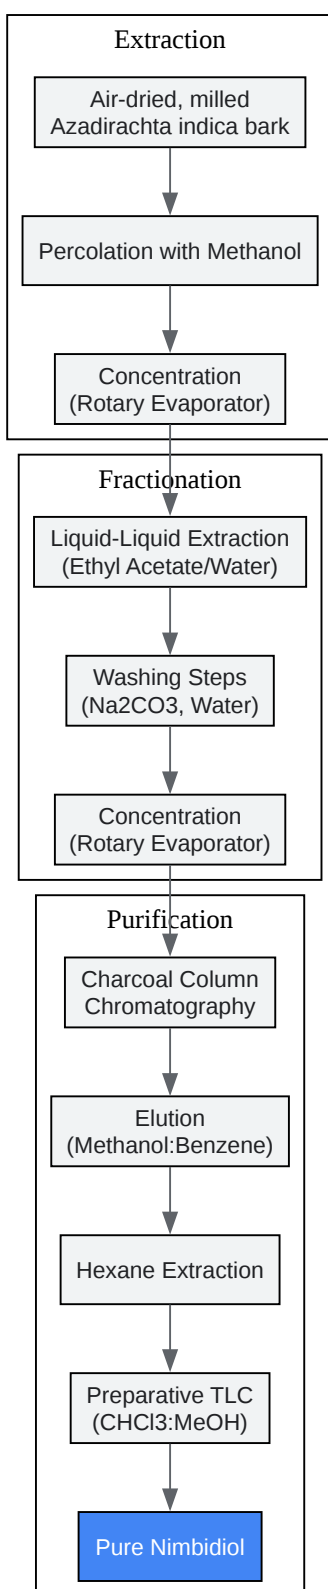 Extraction
Air-dried, milled
Azadirachta indica bark
Percolation with Methanol
Concentration
(Rotary Evaporator)
Fractionation
Liquid-Liquid Extraction
(Ethyl Acetate/Water)
Washing Steps
(Na2CO3, Water)
Concentration
(Rotary Evaporator)
Purification
Charcoal Column
Chromatography
Elution
(Methanol:Benzene)
Hexane Extraction
Preparative TLC
(CHCl3:MeOH)
Pure Nimbidiol